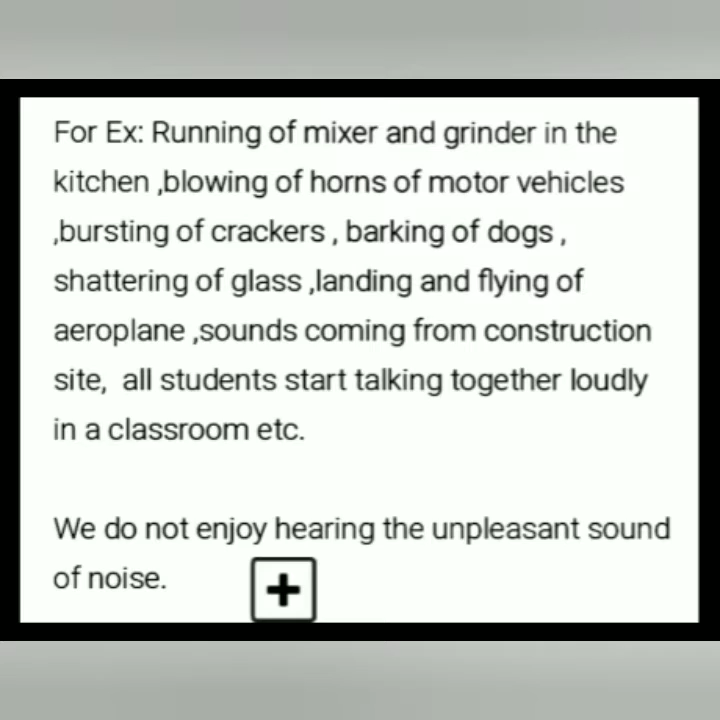 For Ex: Running of mixer and grinder in the
kitchen ,blowing of horns of motor vehicles
,bursting of crackers , barking of dogs ,
shattering of glass ,landing and flying of
aeroplane ,sounds coming from construction
site,  all students start talking together loudly
in a classroom etc.
We do not enjoy hearing the unpleasant sound
of noise.